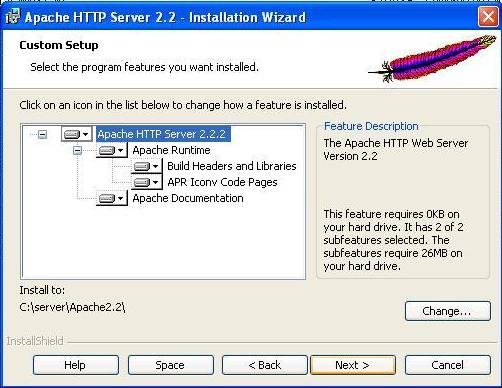 Apache HTTP Server 2.2 - Installation Wizard
Custom Setup
Select the program features you want installed.
Click on an icon in the list below to change how a feature is installed.
Apache HTTP Server 2.2.2
Apache Runtime
Build Headers and Libraries
APR Iconv Code Pages
Apache Documentation
Feature Description
The Apache HTTP Web Server
Version 2.2
This feature requires 0KB on
your hard drive. It has 2 of 2
subfeatures selected. The
subfeatures require 26MB on
your hard drive.
Install to:
C:\server\Apache2.2\
Change...
InstallShield
Help
Space
< Back
Next >
Cancel